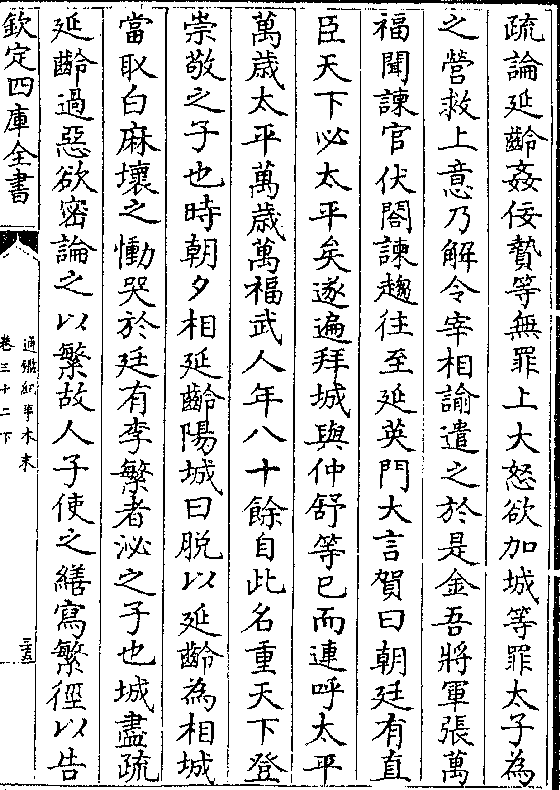 疏論延齡姦佞贄等無罪上大怒欲加城等罪太子為
之營救上意乃解令宰相諭遣之於是金吾將軍張萬
福聞諫官伏閤諫趨往至延英門大言賀曰朝廷有直
臣天下必太平矣遂遍拜城與仲舒等已而連呼太平
萬歲太平萬歲萬福武人年八十餘自此名重天下登
崇敬之子也時朝夕相延齡陽城曰脱以延齡為相城
當取白麻壞之慟哭於廷有李繁者泌之子也城盡疏
延齡過惡欲密論之以繁故人子使之繕寫繁徑以告
欽定四庫全書
通鑑紀事本末
卷三十二下
三五